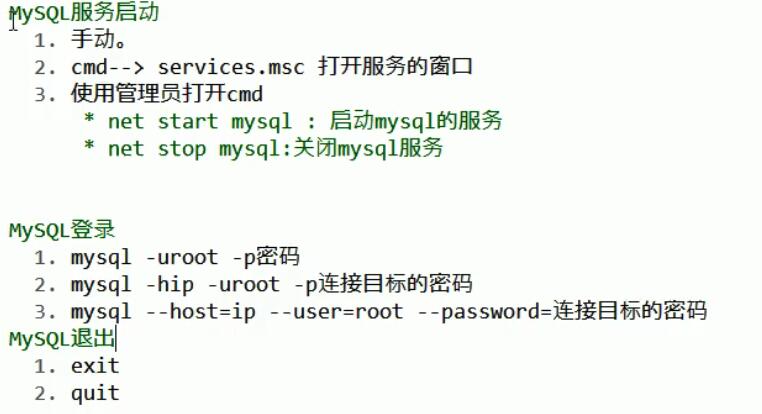 MySQL服务启动
1. 手动。
2. cmd--> services.msc 打开服务的窗口
3. 使用管理员打开cmd
* net start mysql : 启动mysql的服务
* net stop mysql:关闭mysql服务
MySQL登录
1. mysql -uroot -p密码
2. mysql -hip -uroot -p连接目标的密码
3. mysql --host=ip --user=root --password=连接目标的密码
MySQL退出
1. exit
2. quit